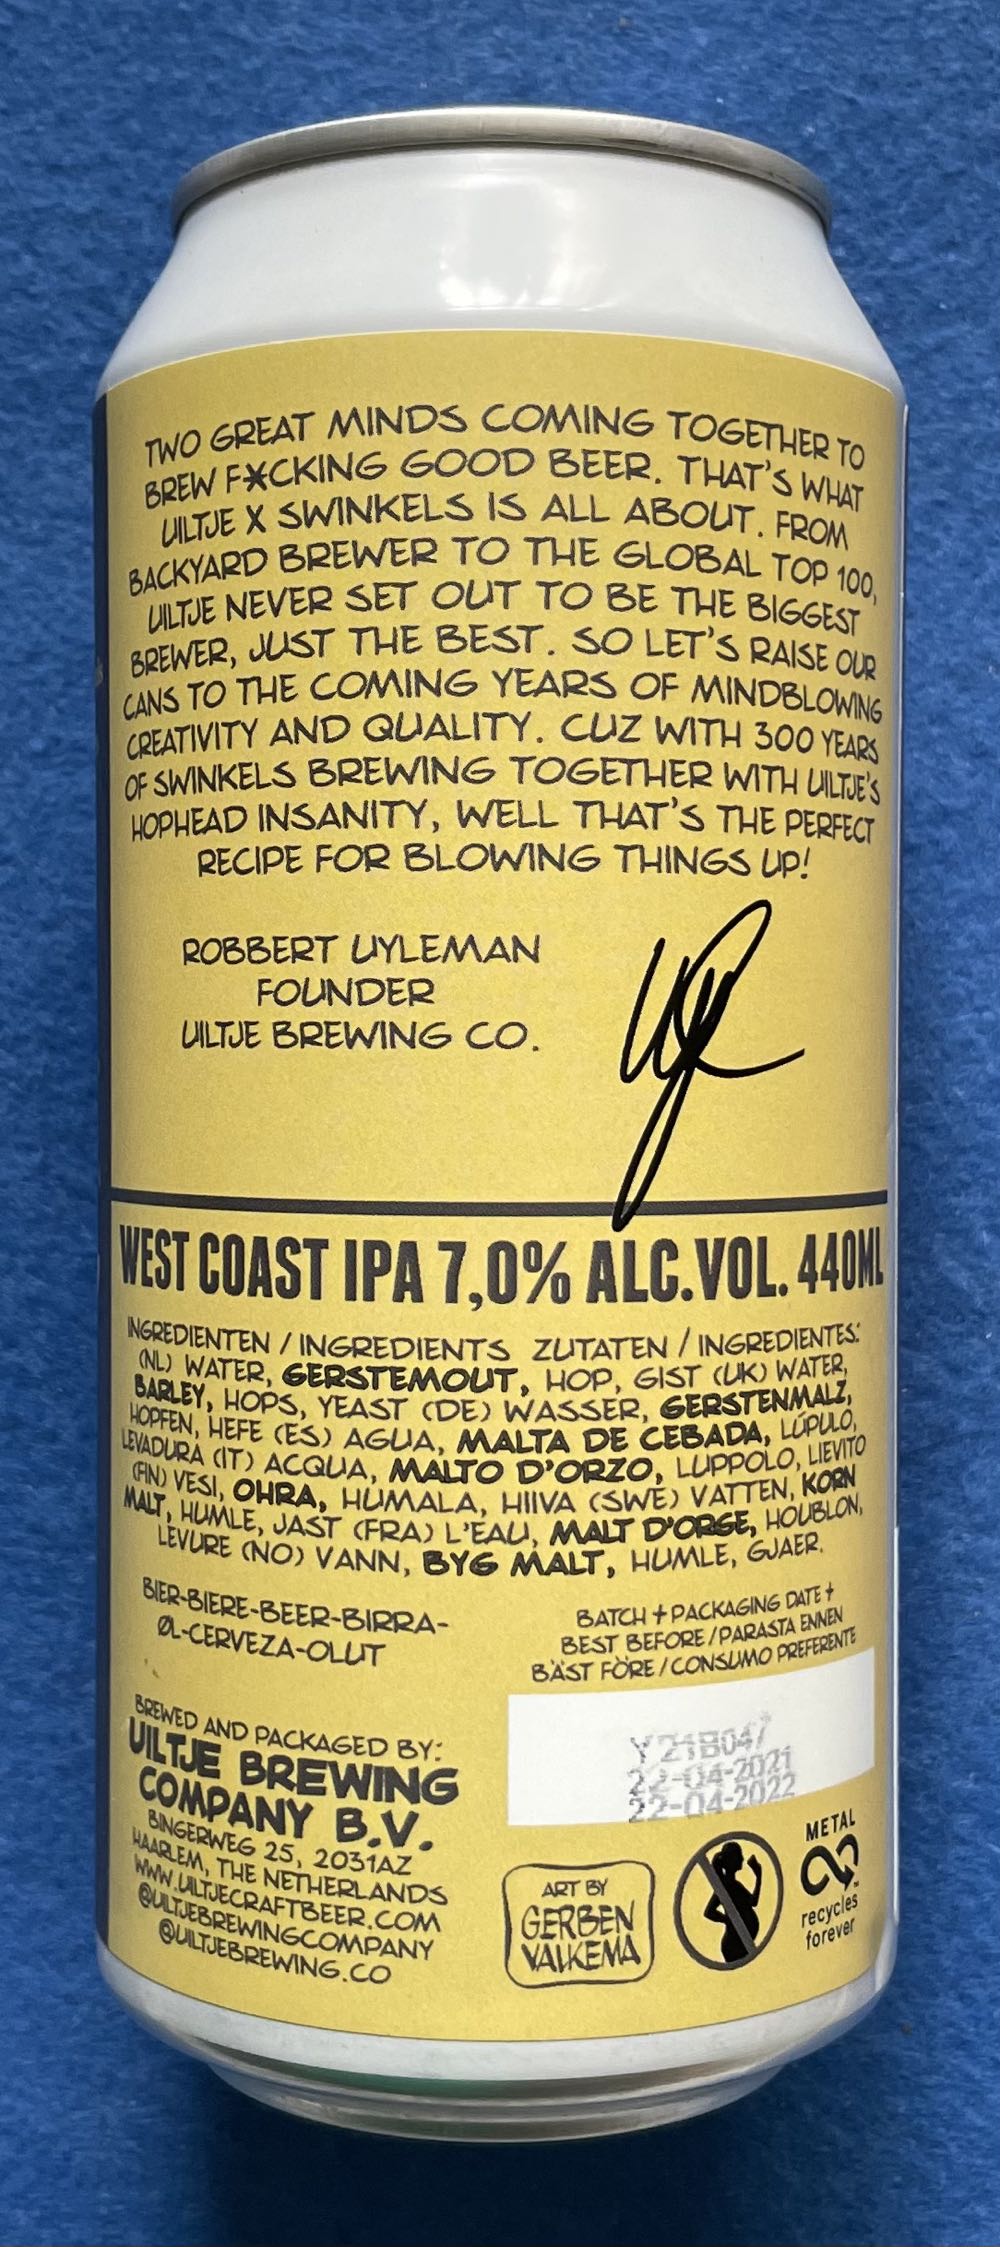 TWO GREAT MINDS COMING TOGETHER TO
BREW F*CKING GOOD BEER. THAT'S WHAT
UILTJE X SWINKELS IS ALL ABOUT. FROM
BACKYARD BREWER TO THE GLOBAL TOP 100,
UILTJE NEVER SET OUT TO BE THE BIGGEST
BREWER, JUST THE BEST. SO LET'S RAISE OUR
CANS TO THE COMING YEARS OF MINDBLOWING
CREATIVITY AND QUALITY. CUZ WITH 300 YEARS
OF SWINKELS BREWING TOGETHER WITH UILTJE'S
HOPHEAD INSANITY, WELL THAT'S THE PERFECT
RECIPE FOR BLOWING THINGS UP!
ROBBERT UYLEMAN
FOUNDER
UILTJE BREWING CO.
WEST COAST IPA 7,0% ALC.VOL. 440ML
INGREDIENTEN / INGREDIENTS ZUTATEN / INGREDIENTES:
(NL) WATER, GERSTEMOUT, HOP, GIST (UK) WATER,
BARLEY, HOPS, YEAST (DE) WASSER, GERSTENMALZ,
HOPFEN, HEFE (ES) AGUA, MALTA DE CEBADA, LÚPULO,
LEVADURA (IT) ACQUA, MALTO D'ORZO, LUPPOLO, LIEVITO
(FIN) VESI, OHRA, HUMALA, HIIVA (SWE) VATTEN, KORN
MALT, HUMLE, JAST (FRA) L'EAU, MALT D'ORGE, HOUBLON,
LEVURE (NO) VANN, BYG MALT, HUMLE, GJAER.
BIER-BIERE-BEER-BIRRA-
ØL-CERVEZA-OLUT
BATCH + PACKAGING DATE +
BEST BEFORE / PARASTA ENNEN
BÄST FÖRE / CONSUMO PREFERENTE
Y21B047
22-04-2021
22-04-2022
BREWED AND PACKAGED BY:
UILTJE BREWING
COMPANY B.V.
BINGERWEG 25, 2031AZ
HAARLEM, THE NETHERLANDS
WWW.UILTJECRAFTBEER.COM
@UILTJEBREWINGCOMPANY
@UILTJEBREWING.CO
ART BY
GERBEN
VALKEMA
METAL
recycles
forever